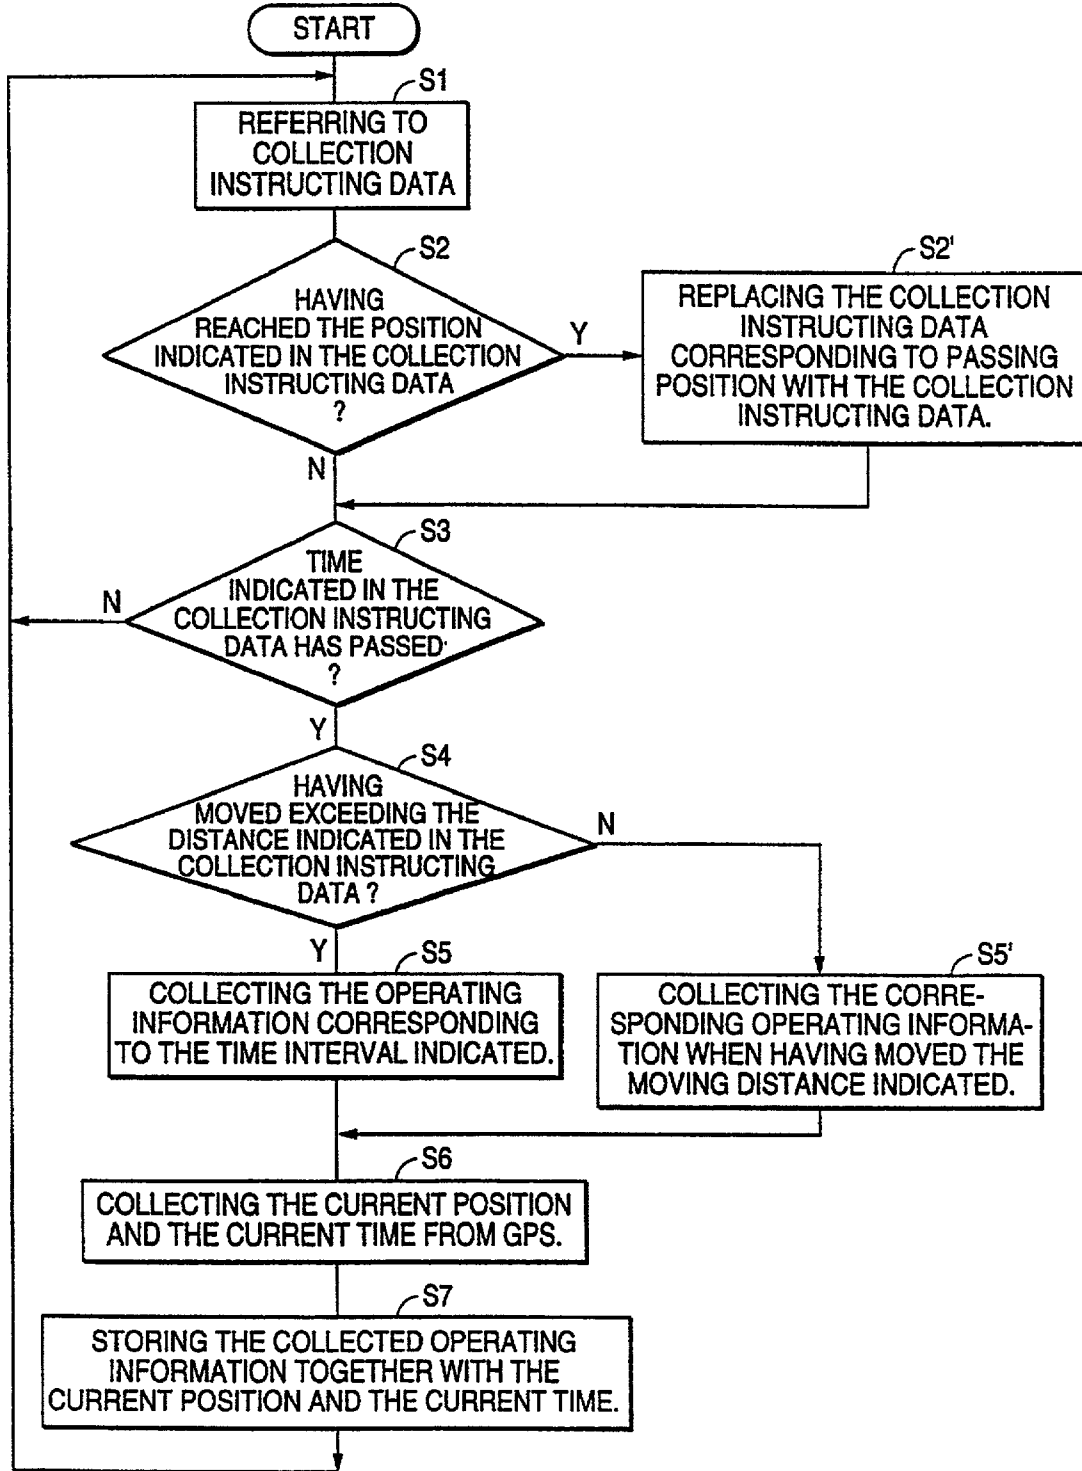 START
S1
REFERRING TO
COLLECTION
INSTRUCTING DATA
S2
HAVING
REACHED THE POSITION
INDICATED IN THE COLLECTION
INSTRUCTING DATA
?
Y
N
S2'
REPLACING THE COLLECTION
INSTRUCTING DATA
CORRESPONDING TO PASSING
POSITION WITH THE COLLECTION
INSTRUCTING DATA.
S3
TIME
INDICATED IN THE
COLLECTION INSTRUCTING
DATA HAS PASSED
?
N
Y
S4
HAVING
MOVED EXCEEDING THE
DISTANCE INDICATED IN THE
COLLECTION INSTRUCTING
DATA ?
N
Y
S5
COLLECTING THE OPERATING
INFORMATION CORRESPONDING
TO THE TIME INTERVAL INDICATED.
S5'
COLLECTING THE CORRE-
SPONDING OPERATING INFORMA-
TION WHEN HAVING MOVED THE
MOVING DISTANCE INDICATED.
S6
COLLECTING THE CURRENT POSITION
AND THE CURRENT TIME FROM GPS.
S7
STORING THE COLLECTED OPERATING
INFORMATION TOGETHER WITH THE
CURRENT POSITION AND THE CURRENT TIME.